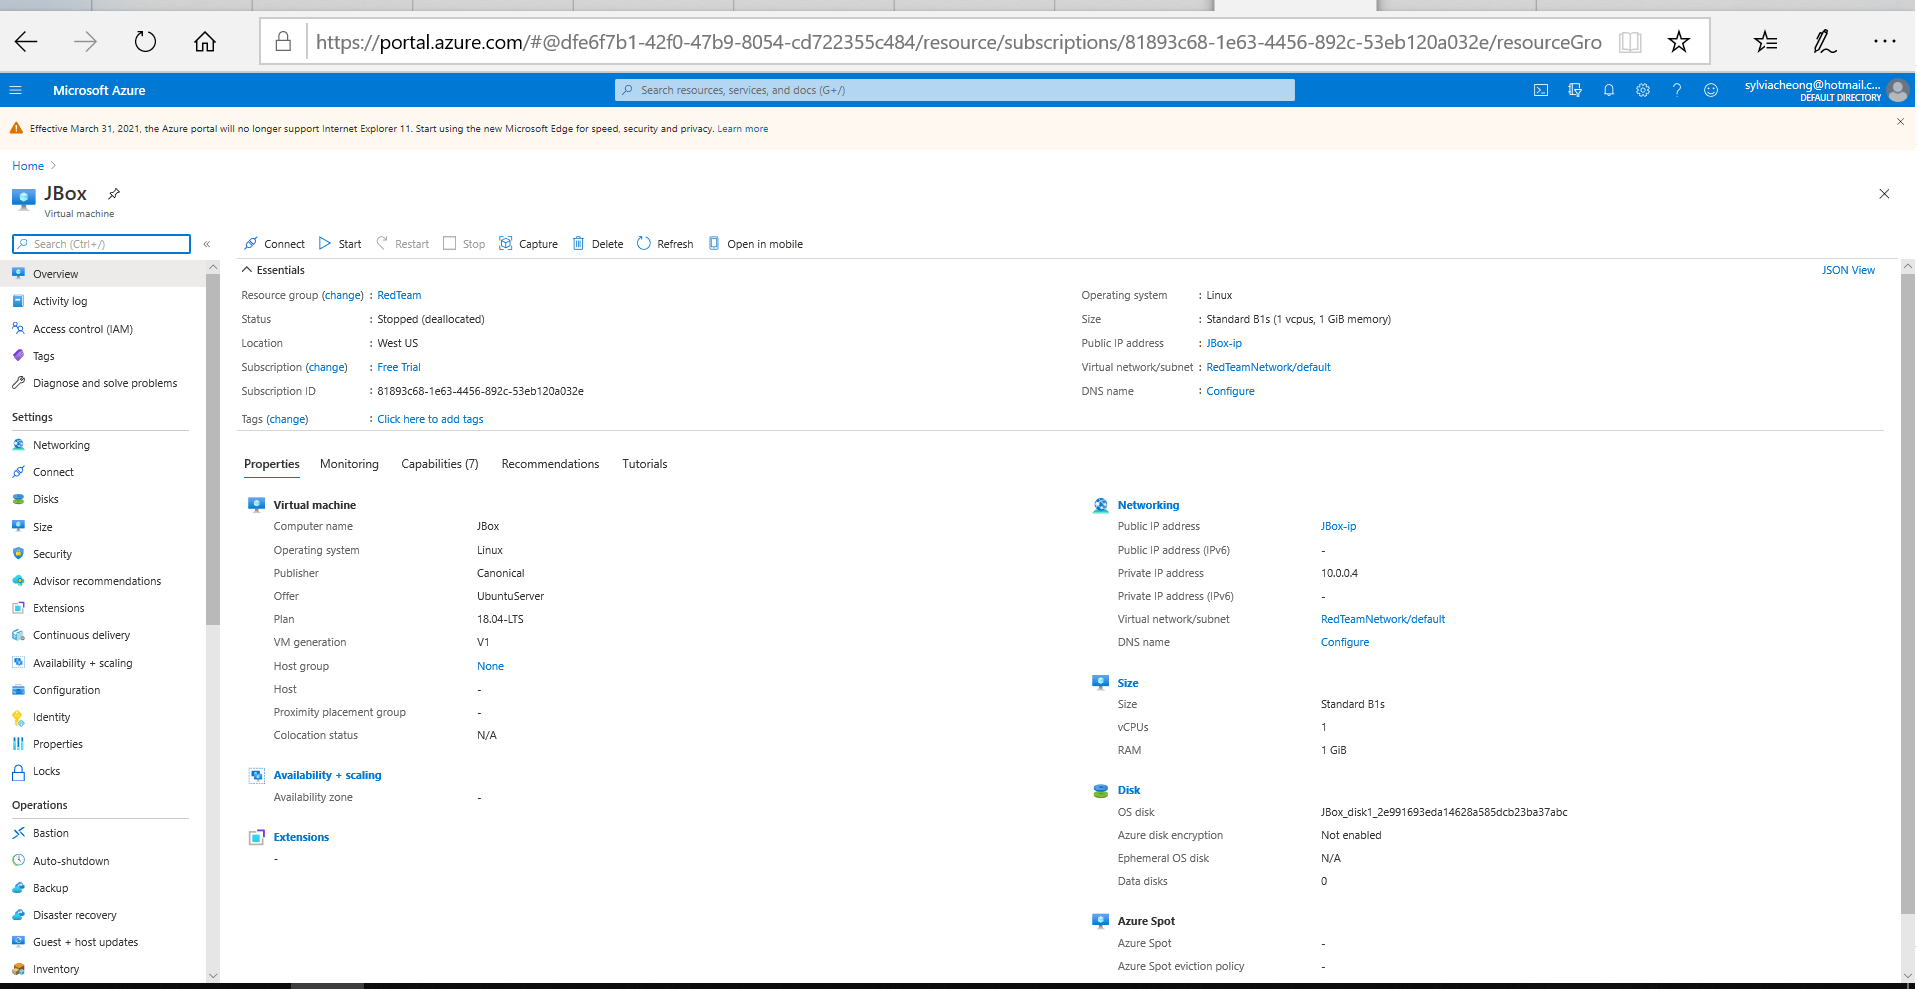 https://portal.azure.com/#@dfe6f7b1-42f0-47b9-8054-cd722355c484/resource/subscriptions/81893c68-1e63-4456-892c-53eb120a032e/resourceGro
Microsoft Azure
Search resources, services, and docs (G+/)
sylviacheong@hotmail.c...
DEFAULT DIRECTORY
Effective March 31, 2021, the Azure portal will no longer support Internet Explorer 11. Start using the new Microsoft Edge for speed, security and privacy. Learn more
Home >
JBox
Virtual machine
Search (Ctrl+/)
«
Overview
Activity log
Access control (IAM)
Tags
Diagnose and solve problems
Settings
Networking
Connect
Disks
Size
Security
Advisor recommendations
Extensions
Continuous delivery
Availability + scaling
Configuration
Identity
Properties
Locks
Operations
Bastion
Auto-shutdown
Backup
Disaster recovery
Guest + host updates
Inventory
Connect Start Restart Stop Capture Delete Refresh Open in mobile
Essentials
JSON View
Resource group (change) : RedTeam
Status : Stopped (deallocated)
Location : West US
Subscription (change) : Free Trial
Subscription ID : 81893c68-1e63-4456-892c-53eb120a032e
Tags (change) : Click here to add tags
Operating system : Linux
Size : Standard B1s (1 vcpus, 1 GiB memory)
Public IP address : JBox-ip
Virtual network/subnet : RedTeamNetwork/default
DNS name : Configure
Properties Monitoring Capabilities (7) Recommendations Tutorials
Virtual machine
Computer name JBox
Operating system Linux
Publisher Canonical
Offer UbuntuServer
Plan 18.04-LTS
VM generation V1
Host group None
Host -
Proximity placement group -
Colocation status N/A
Availability + scaling
Availability zone -
Extensions
-
Networking
Public IP address JBox-ip
Public IP address (IPv6) -
Private IP address 10.0.0.4
Private IP address (IPv6) -
Virtual network/subnet RedTeamNetwork/default
DNS name Configure
Size
Size Standard B1s
vCPUs 1
RAM 1 GiB
Disk
OS disk JBox_disk1_2e991693eda14628a585dcb23ba37abc
Azure disk encryption Not enabled
Ephemeral OS disk N/A
Data disks 0
Azure Spot
Azure Spot -
Azure Spot eviction policy -